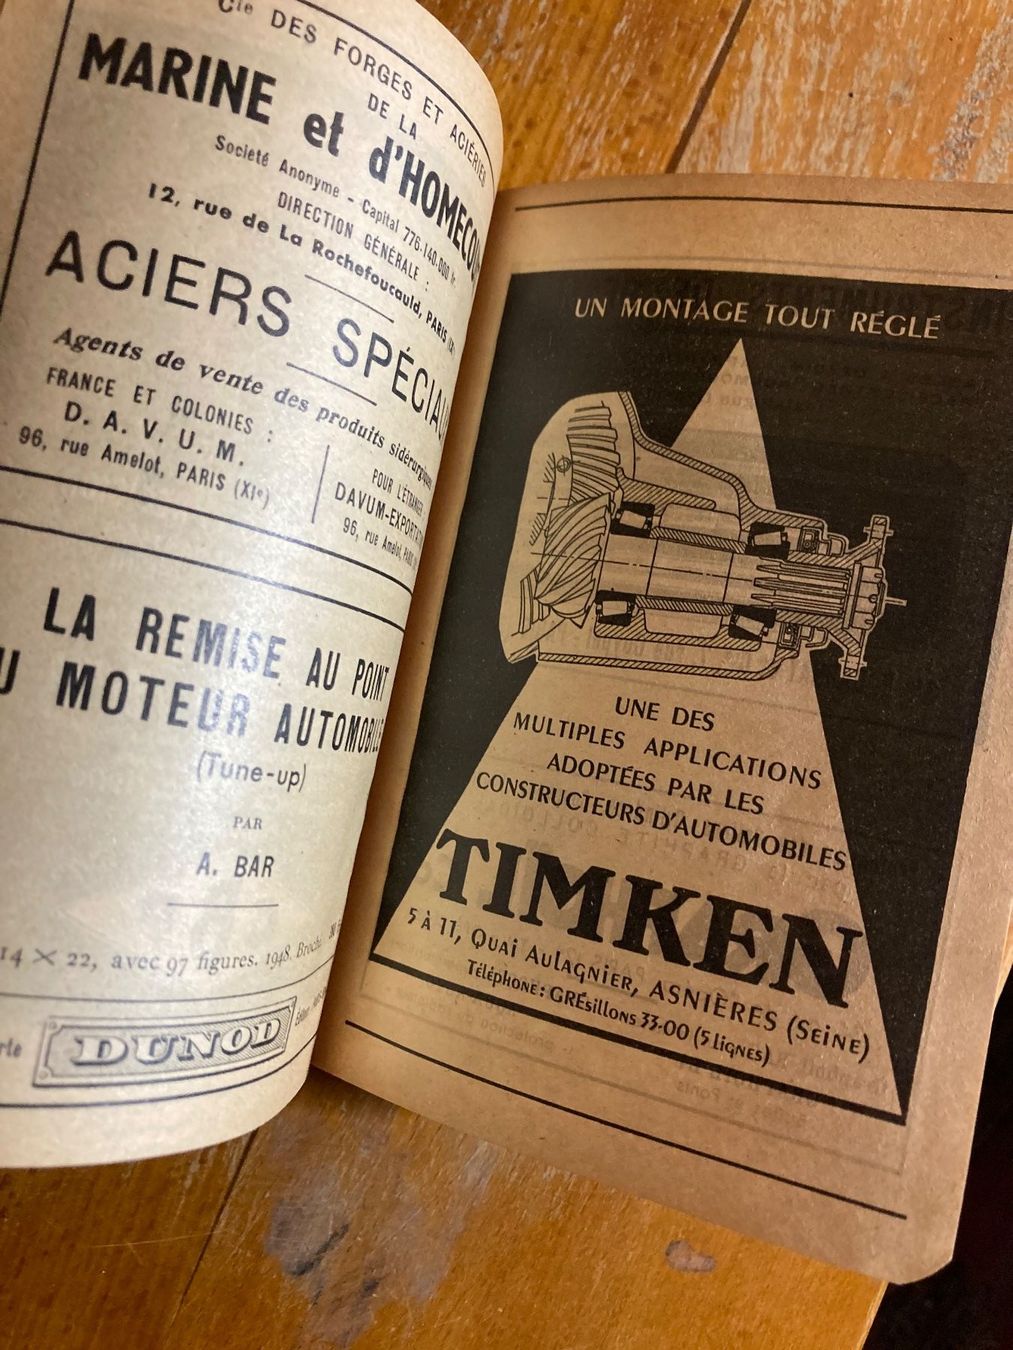 Cie DES FORGES ET ACIÉRIES
DE LA
MARINE et d'HOMECOU
Société Anonyme - Capital 776.140.000 fr.
DIRECTION GÉNÉRALE :
12, rue de La Rochefoucauld, PARIS
ACIERS SPÉCIAU
Agents de vente des produits sidérurgiques
FRANCE ET COLONIES :
D. A. V. U. M.
96, rue Amelot, PARIS (XIe)
POUR L'ÉTRANGER
DAVUM-EXPORTAT
96, rue Amelot, PARIS
LA REMISE AU POINT
U MOTEUR AUTOMOBILE
(Tune-up)
PAR
A. BAR
14 × 22, avec 97 figures. 1948. Broché.
DUNOD
UN MONTAGE TOUT RÉGLÉ
UNE DES
MULTIPLES APPLICATIONS
ADOPTÉES PAR LES
CONSTRUCTEURS D'AUTOMOBILES
TIMKEN
5 À 11, Quai Aulagnier, ASNIÈRES (Seine)
Téléphone : GRÉsillons 33-00 (5 lignes)